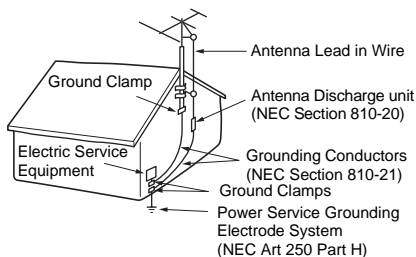 Antenna Lead in Wire
Ground Clamp
Antenna Discharge unit
(NEC Section 810-20)
Electric Service
Equipment
Grounding Conductors
(NEC Section 810-21)
Ground Clamps
Power Service Grounding
Electrode System
(NEC Art 250 Part H)